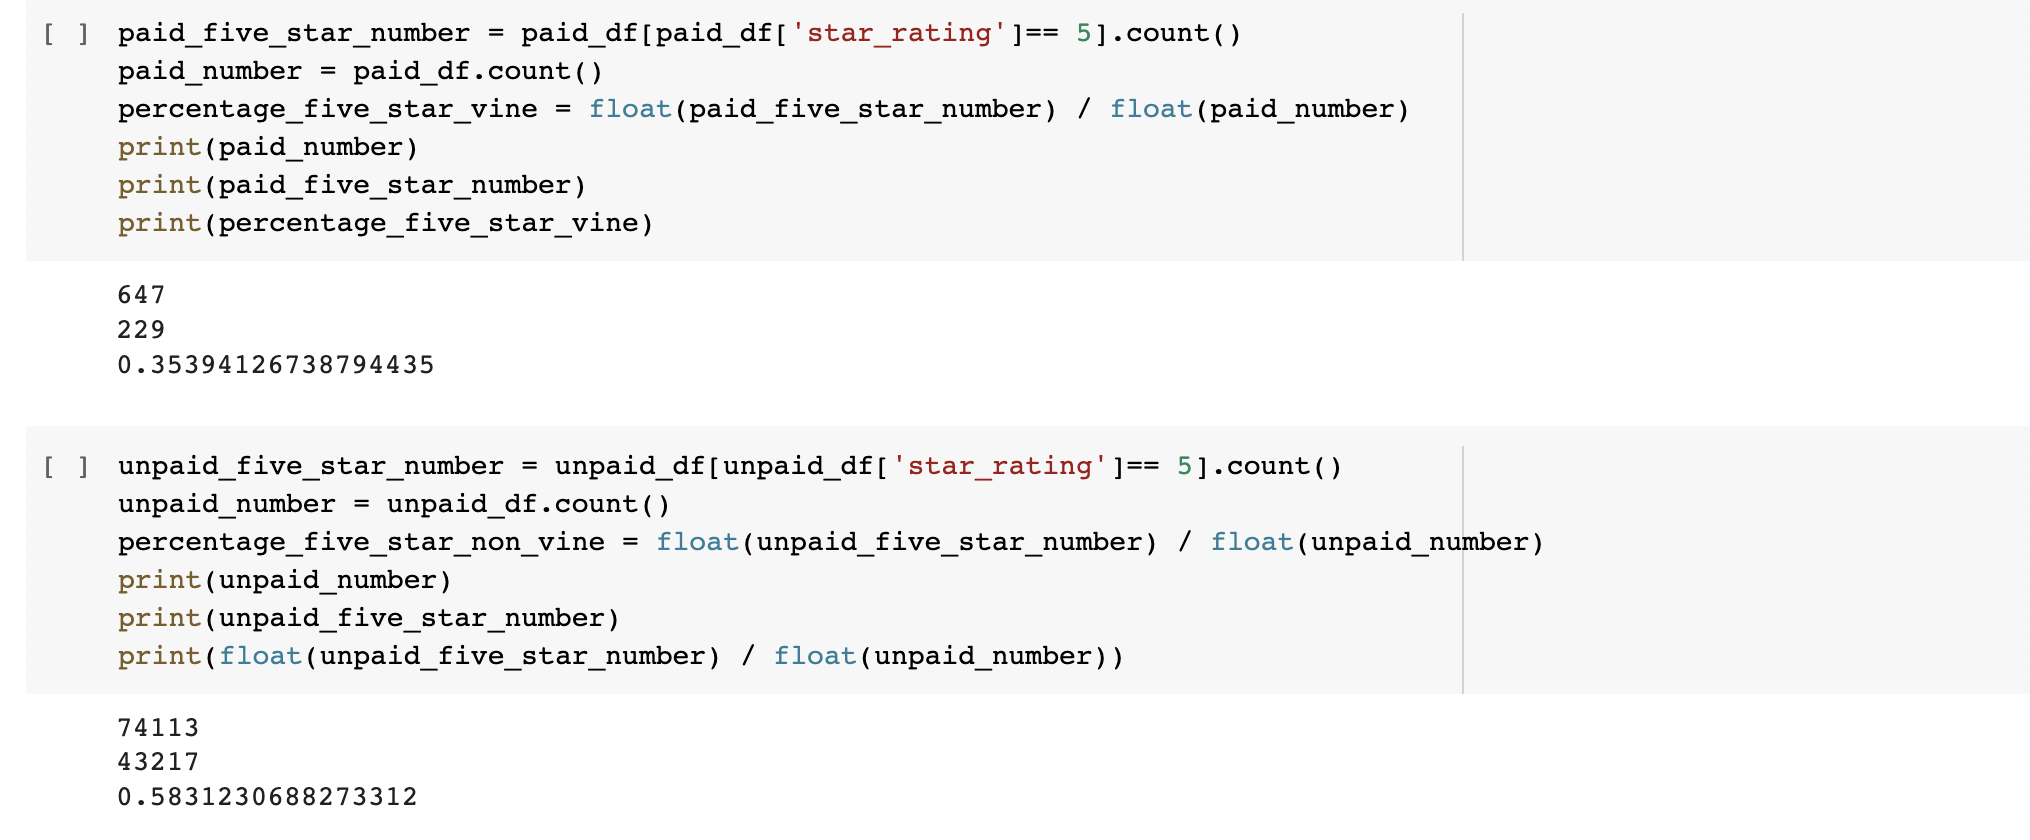 [ ] paid_five_star_number = paid_df[paid_df['star_rating']== 5].count()
paid_number = paid_df.count()
percentage_five_star_vine = float(paid_five_star_number) / float(paid_number)
print(paid_number)
print(paid_five_star_number)
print(percentage_five_star_vine)
647
229
0.35394126738794435
[ ] unpaid_five_star_number = unpaid_df[unpaid_df['star_rating']== 5].count()
unpaid_number = unpaid_df.count()
percentage_five_star_non_vine = float(unpaid_five_star_number) / float(unpaid_number)
print(unpaid_number)
print(unpaid_five_star_number)
print(float(unpaid_five_star_number) / float(unpaid_number))
74113
43217
0.5831230688273312